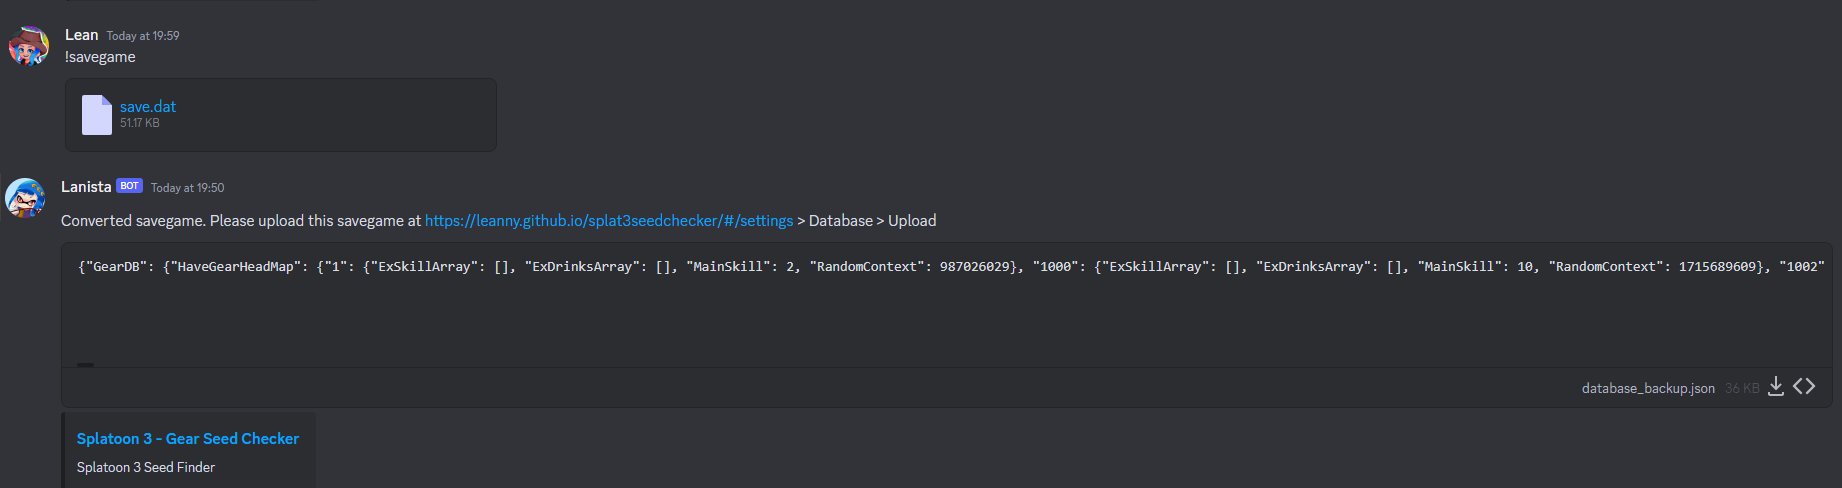 Lean Today at 19:59
!savegame
save.dat
51.17 KB
Lanista BOT Today at 19:50
Converted savegame. Please upload this savegame at https://leanny.github.io/splat3seedchecker/#/settings > Database > Upload
{"GearDB": {"HaveGearHeadMap": {"1": {"ExSkillArray": [], "ExDrinksArray": [], "MainSkill": 2, "RandomContext": 987026029}, "1000": {"ExSkillArray": [], "ExDrinksArray": [], "MainSkill": 10, "RandomContext": 1715689609}, "1002"
database_backup.json 36 KB
Splatoon 3 - Gear Seed Checker
Splatoon 3 Seed Finder